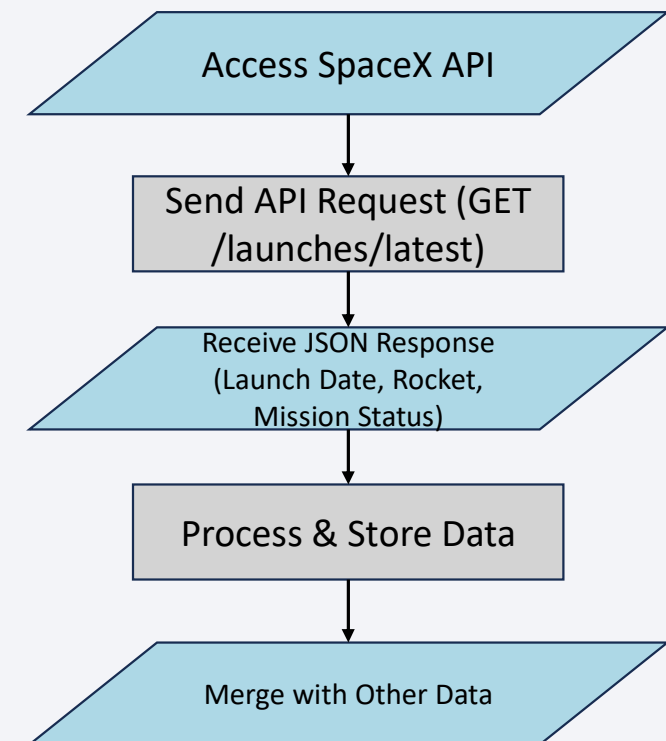 Access SpaceX API
Send API Request (GET
/launches/latest)
Receive JSON Response
(Launch Date, Rocket,
Mission Status)
Process & Store Data
Merge with Other Data